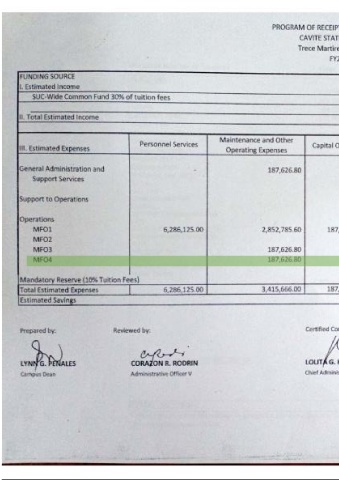 PROGRAM OF RECEIP
CAVITE STAT
Trece Martire
FY
FUNDING SOURCE
I. Estimated Income
SUC-Wide Common Fund 30% of tuition fees
II. Total Estimated Income
III. Estimated Expenses Personnel Services Maintenance and Other Operating Expenses Capital O
General Administration and - 187,626.80
Support Services
Support to Operations
Operations
MFO1 6,286,125.00 2,852,785.60 187,
MFO2
MFO3 187,626.80
MFO4 187,626.80
Mandatory Reserve (10% Tuition Fees)
Total Estimated Expenses 6,286,125.00 3,415,666.00 187,
Estimated Savings
Prepared by: Reviewed by: Certified Co
LYNN G. PENALES CORAZON R. RODRIN LOLITA G.
Campus Dean Administrative Officer V Chief Adminis